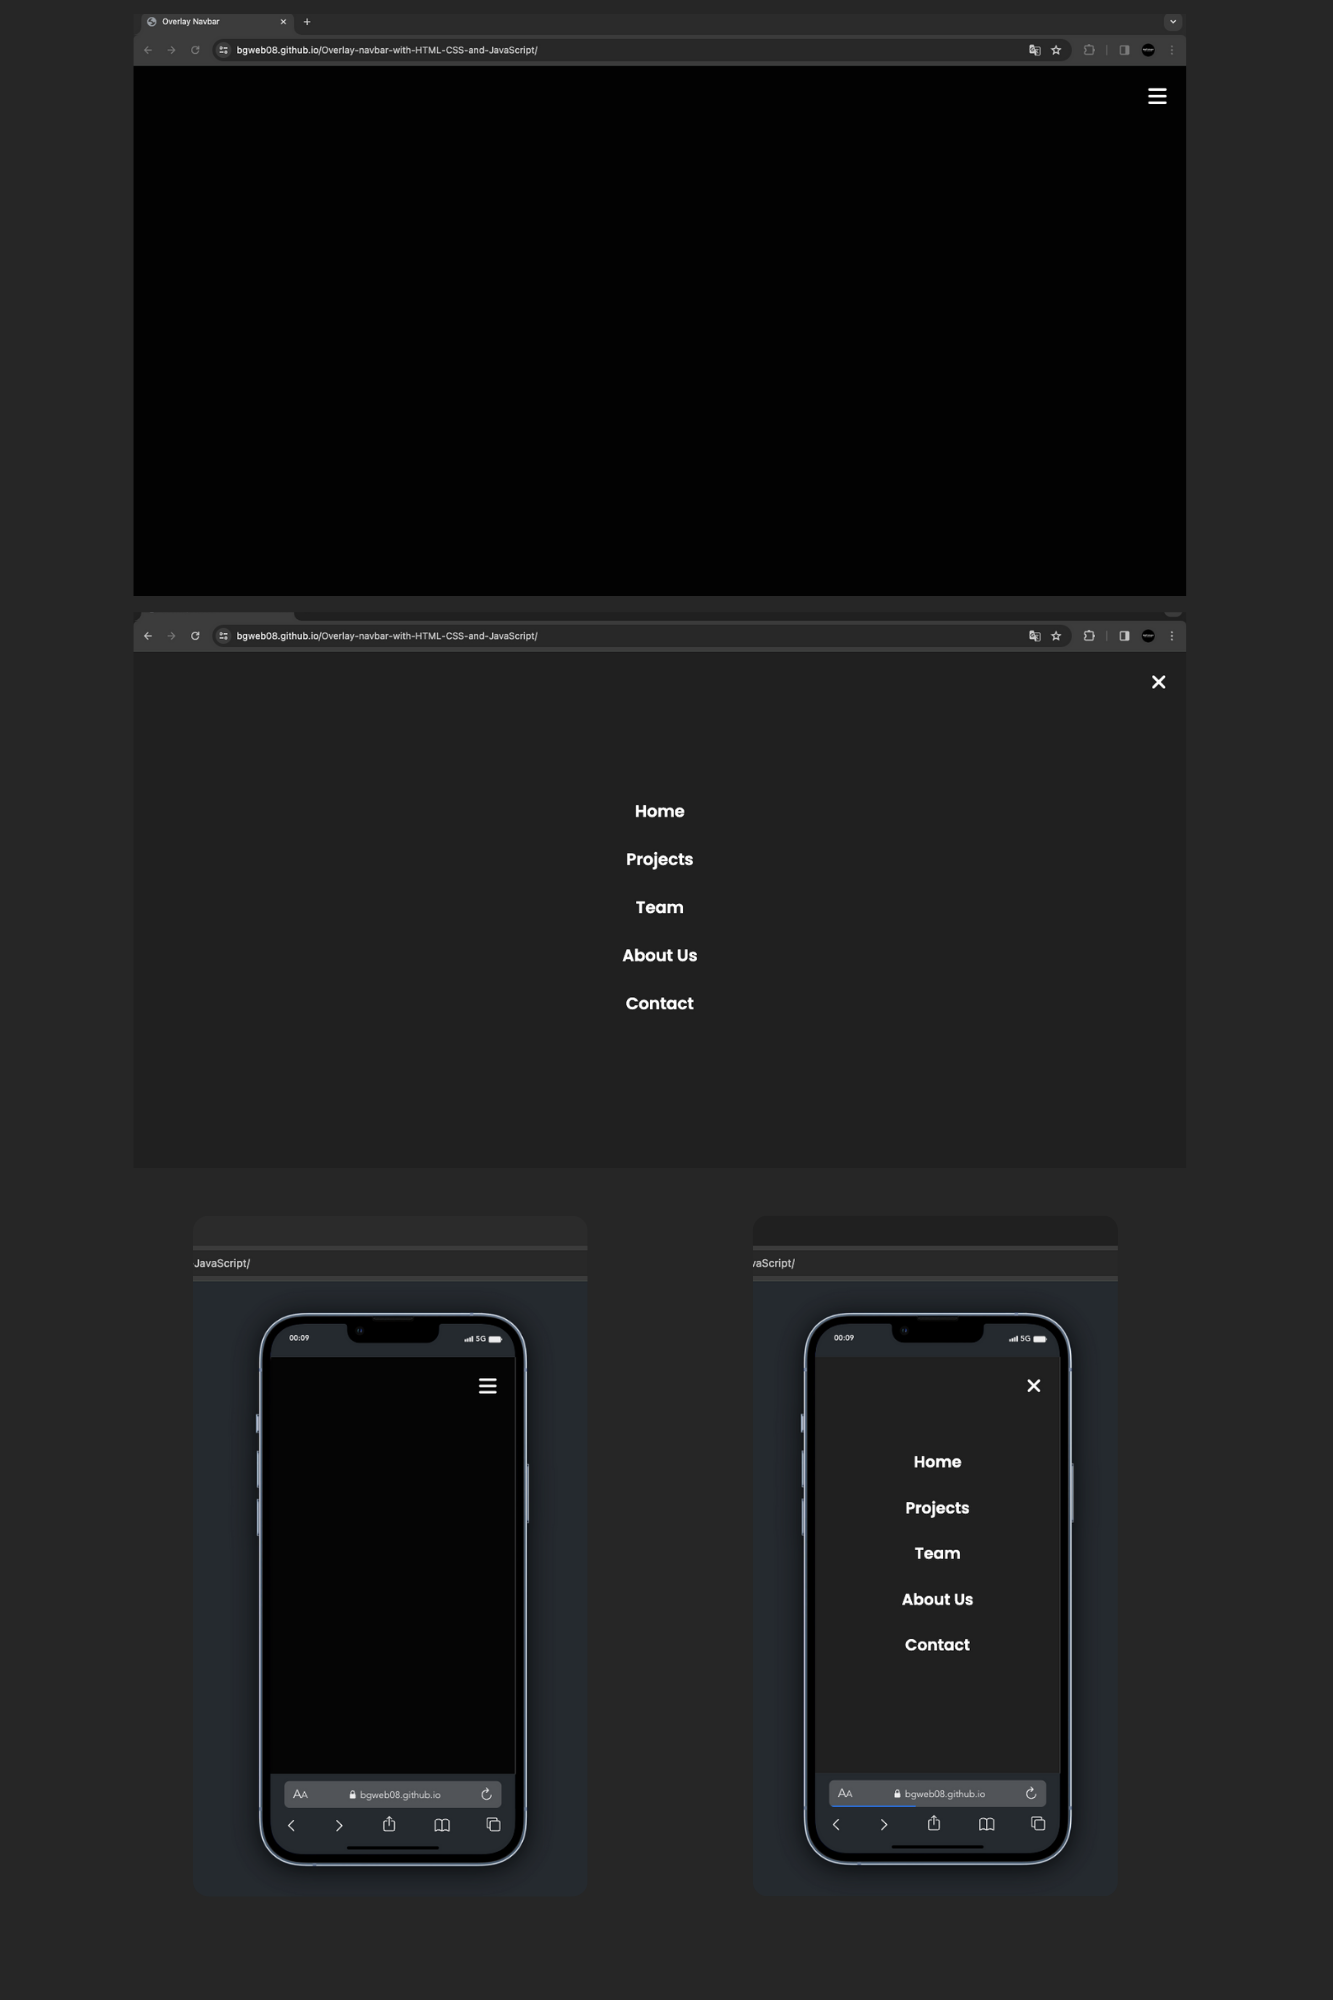 Overlay Navbar
bgweb08.github.io/Overlay-navbar-with-HTML-CSS-and-JavaScript/
bgweb08.github.io/Overlay-navbar-with-HTML-CSS-and-JavaScript/
Home
Projects
Team
About Us
Contact
JavaScript/
00:09 5G
AA bgweb08.github.io
vaScript/
00:09 5G
Home
Projects
Team
About Us
Contact
AA bgweb08.github.io